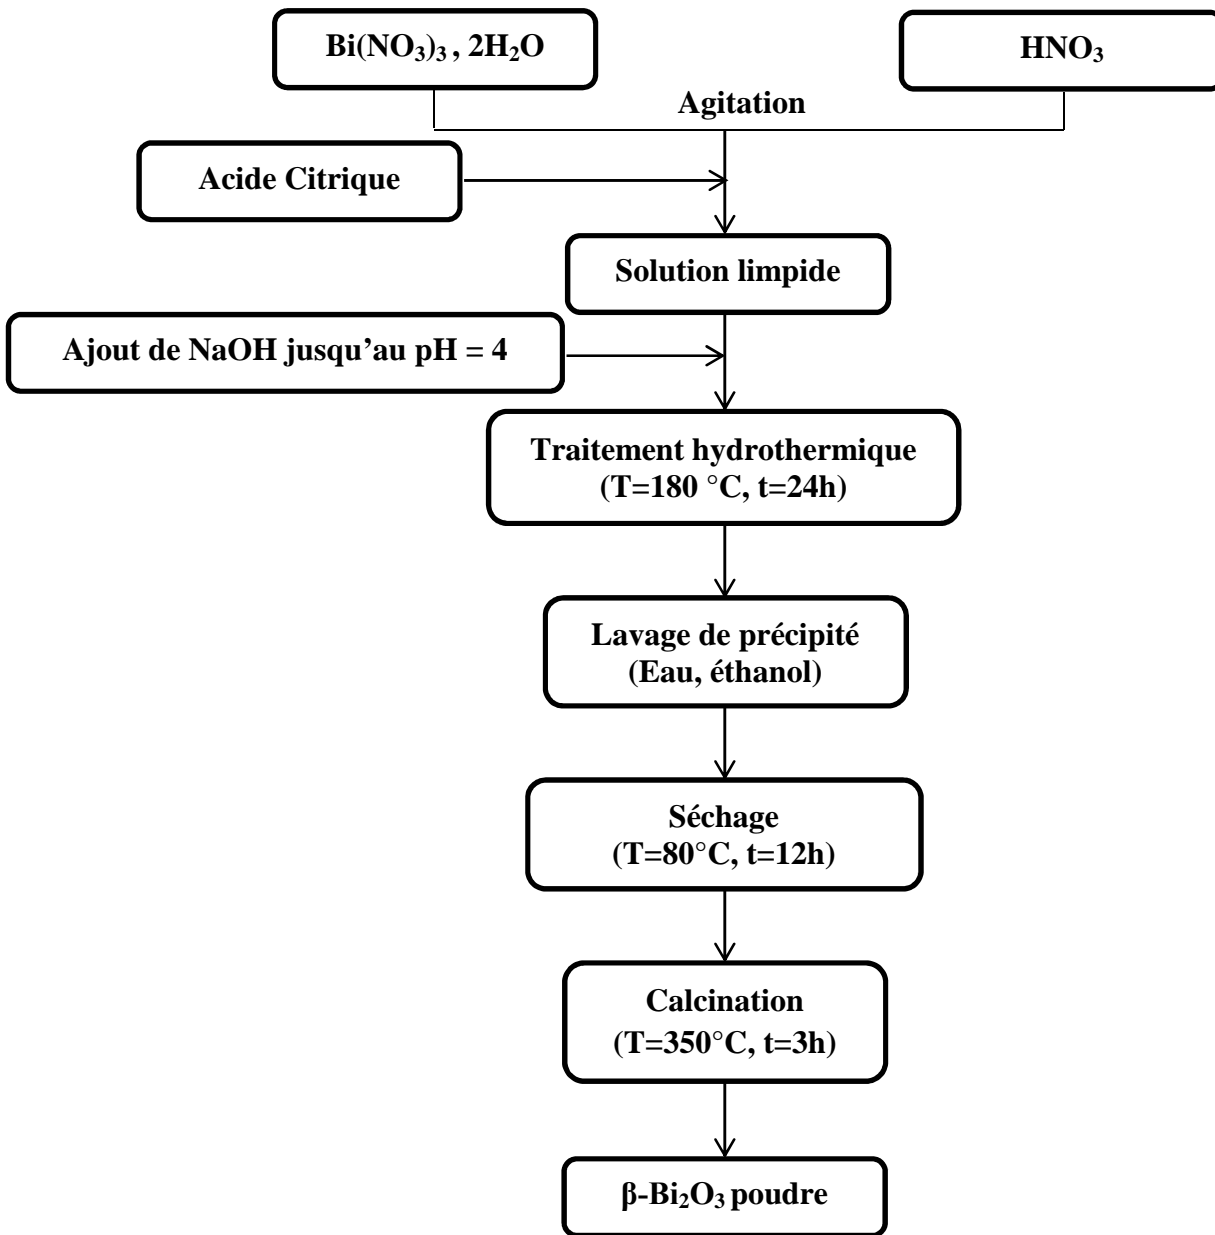 Bi(NO₃)₃ , 2H₂O
HNO₃
Agitation
Acide Citrique
Solution limpide
Ajout de NaOH jusqu’au pH = 4
Traitement hydrothermique
(T=180 °C, t=24h)
Lavage de précipité
(Eau, éthanol)
Séchage
(T=80°C, t=12h)
Calcination
(T=350°C, t=3h)
β-Bi₂O₃ poudre